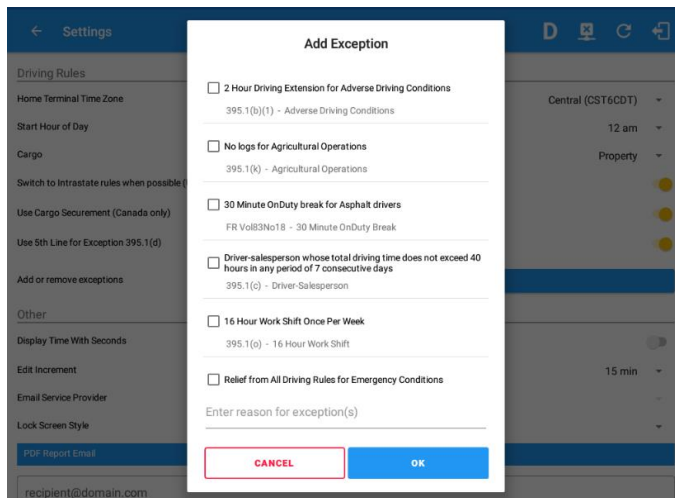 Settings
D
Add Exception
Driving Rules
Home Terminal Time Zone
Central (CST6CDT)
Start Hour of Day
12 am
Cargo
Property
Switch to Intrastate rules when possible
Use Cargo Securement (Canada only)
Use 5th Line for Exception 395.1(d)
Add or remove exceptions
Other
Display Time With Seconds
Edit Increment
15 min
Email Service Provider
Lock Screen Style
PDF Report Email
recipient@domain.com
2 Hour Driving Extension for Adverse Driving Conditions
395.1(b)(1) - Adverse Driving Conditions
No logs for Agricultural Operations
395.1(k) - Agricultural Operations
30 Minute OnDuty break for Asphalt drivers
FR Vol83No18 - 30 Minute OnDuty Break
Driver-salesperson whose total driving time does not exceed 40
hours in any period of 7 consecutive days
395.1(c) - Driver-Salesperson
16 Hour Work Shift Once Per Week
395.1(o) - 16 Hour Work Shift
Relief from All Driving Rules for Emergency Conditions
Enter reason for exception(s)
CANCEL
OK